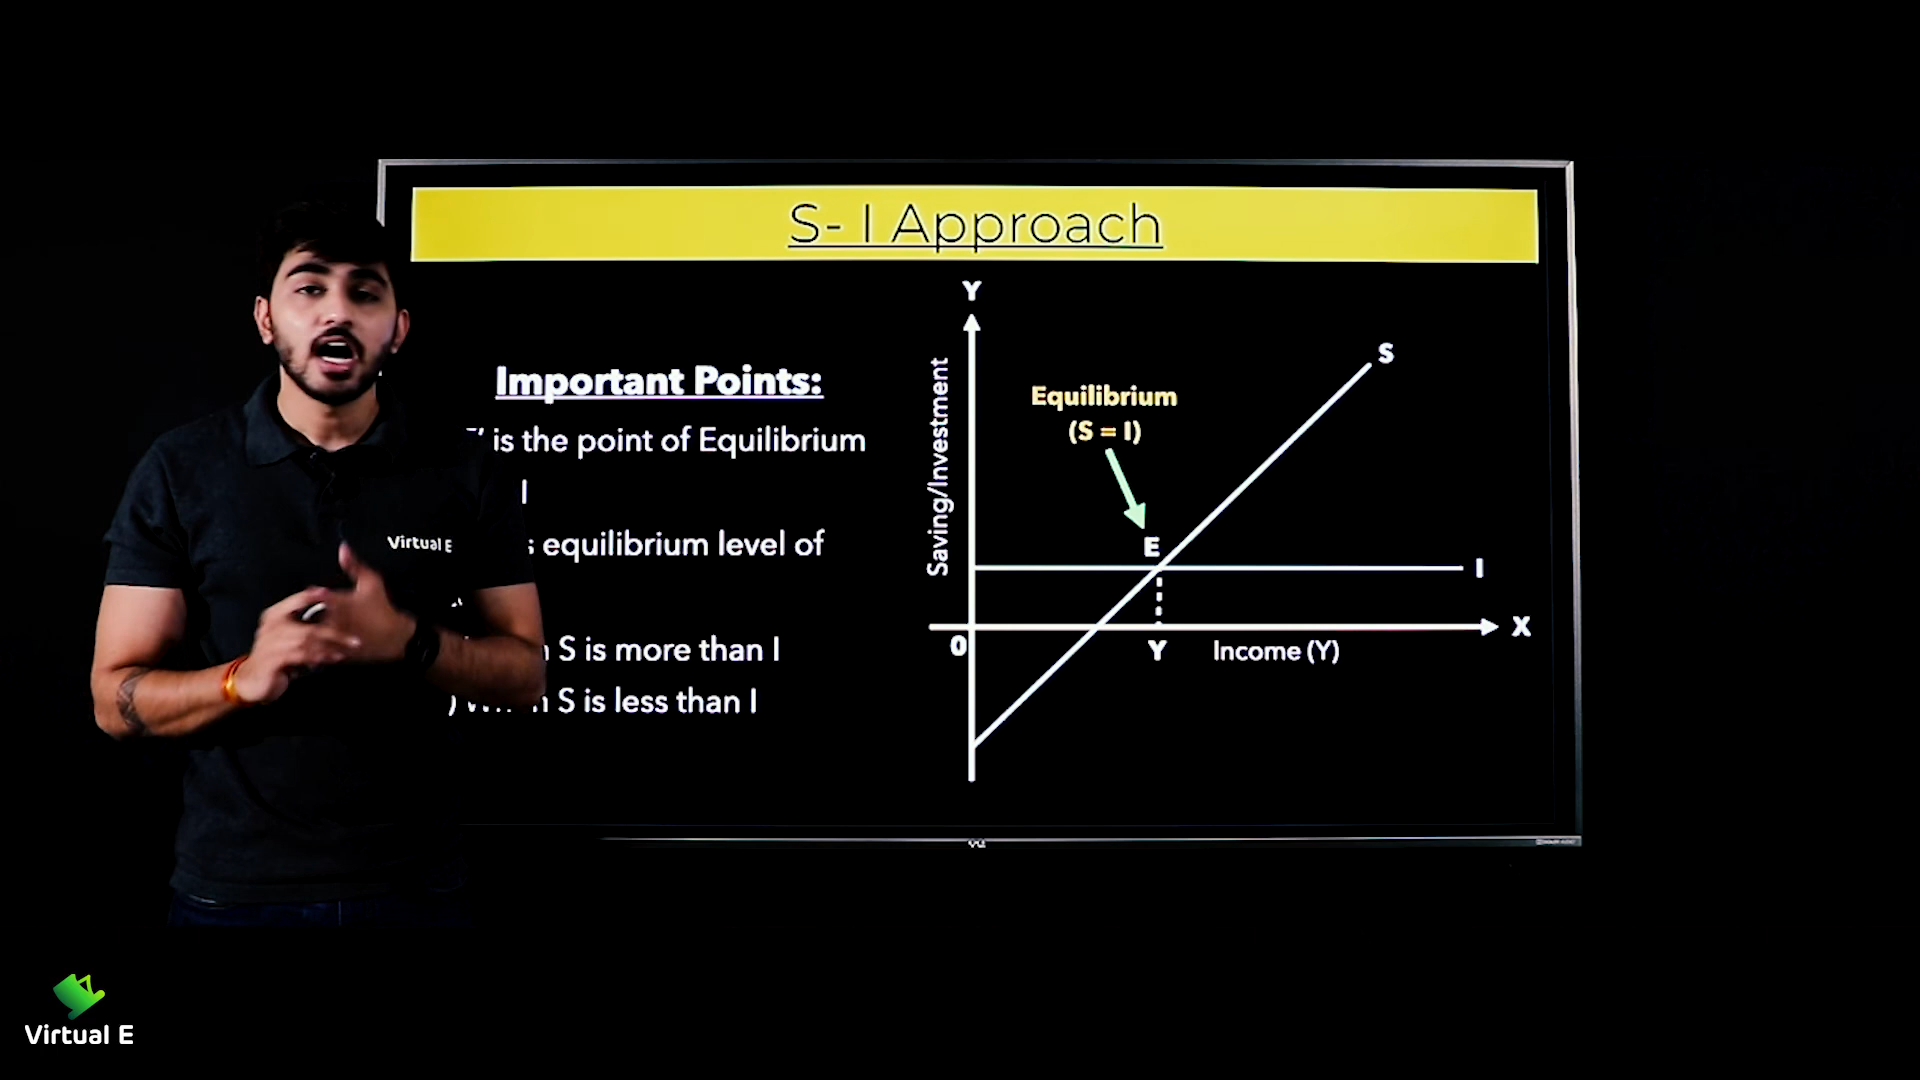 S- I Approach
Important Points:
is the point of Equilibrium
I
equilibrium level of
S is more than I
S is less than I
Y
Saving/Investment
Equilibrium
(S = I)
S
E
I
X
0
Y
Income (Y)
Virtual E
Virtual E